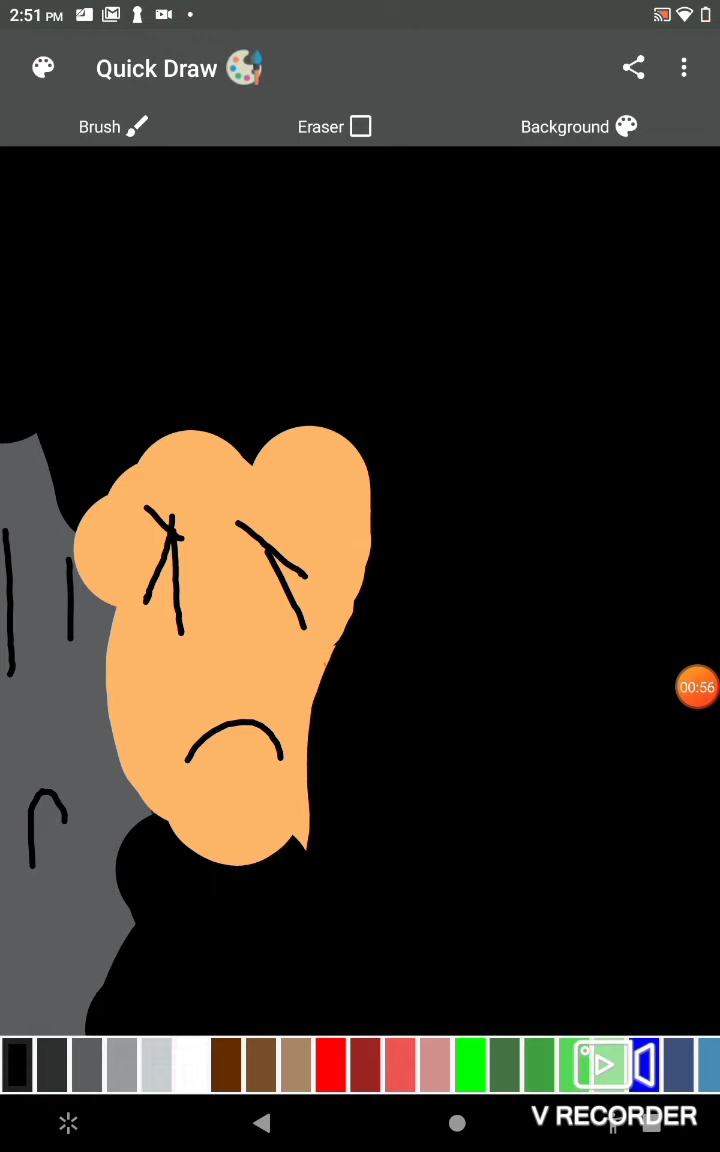 2:51 PM
Quick Draw
Brush
Eraser
Background
00:56
V RECORDER